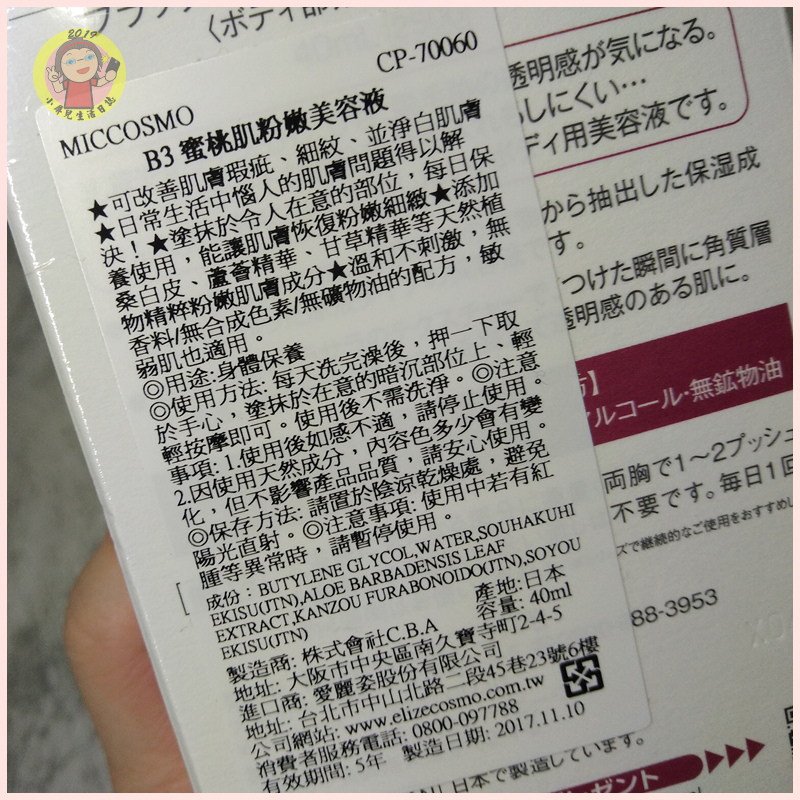 2019
小屏兒生活日誌
MICCOSMO
CP-70060
B3 蜜桃肌粉嫩美容液
★可改善肌膚瑕疵、細紋、並淨白肌膚
★日常生活中惱人的肌膚問題得以解
決！★塗抹於令人在意的部位，每日保
養使用，能讓肌膚恢復粉嫩細緻★添加
桑白皮、蘆薈精華、甘草精華等天然植
物精粹粉嫩肌膚成分★溫和不刺激，無
香料/無合成色素/無礦物油的配方，敏
弱肌也適用。
◎用途:身體保養
◎使用方法: 每天洗完澡後，押一下取
於手心，塗抹於在意的暗沉部位上、輕
輕按摩即可。使用後不需洗淨。◎注意
事項: 1.使用後如感不適，請停止使用。
2.因使用天然成分，內容色多少會有變
化，但不影響產品品質，請安心使用。
◎保存方法: 請置於陰涼乾燥處，避免
陽光直射。◎注意事項: 使用中若有紅
腫等異常時，請暫停使用。
成份：BUTYLENE GLYCOL,WATER,SOUHAKUHI
EKISU(JTN),ALOE BARBADENSIS LEAF
EXTRACT,KANZOU FURABONOIDO(JTN),SOYOU
EKISU(JTN)
產地:日本
製造商: 株式會社C.B.A
容量: 40ml
地址: 大阪市中央區南久寶寺町2-4-5
進口商: 愛麗姿股份有限公司
地址: 台北市中山北路二段45巷23號6樓
公司網站: www.elizecosmo.com.tw
消費者服務電話: 0800-097788
有效期間: 5年 製造日期: 2017.11.10
透明感が気になる。
しにくい…
ディ用美容液です。
から抽出した保湿成
す。
つけた瞬間に角質層
透明感のある肌に。
ルコール・無鉱物油
両胸で1〜2プッシュ
不要です。毎日1回
ズで継続的なご使用をおすすめし
88-3953
日本で製造しています。
ゼント